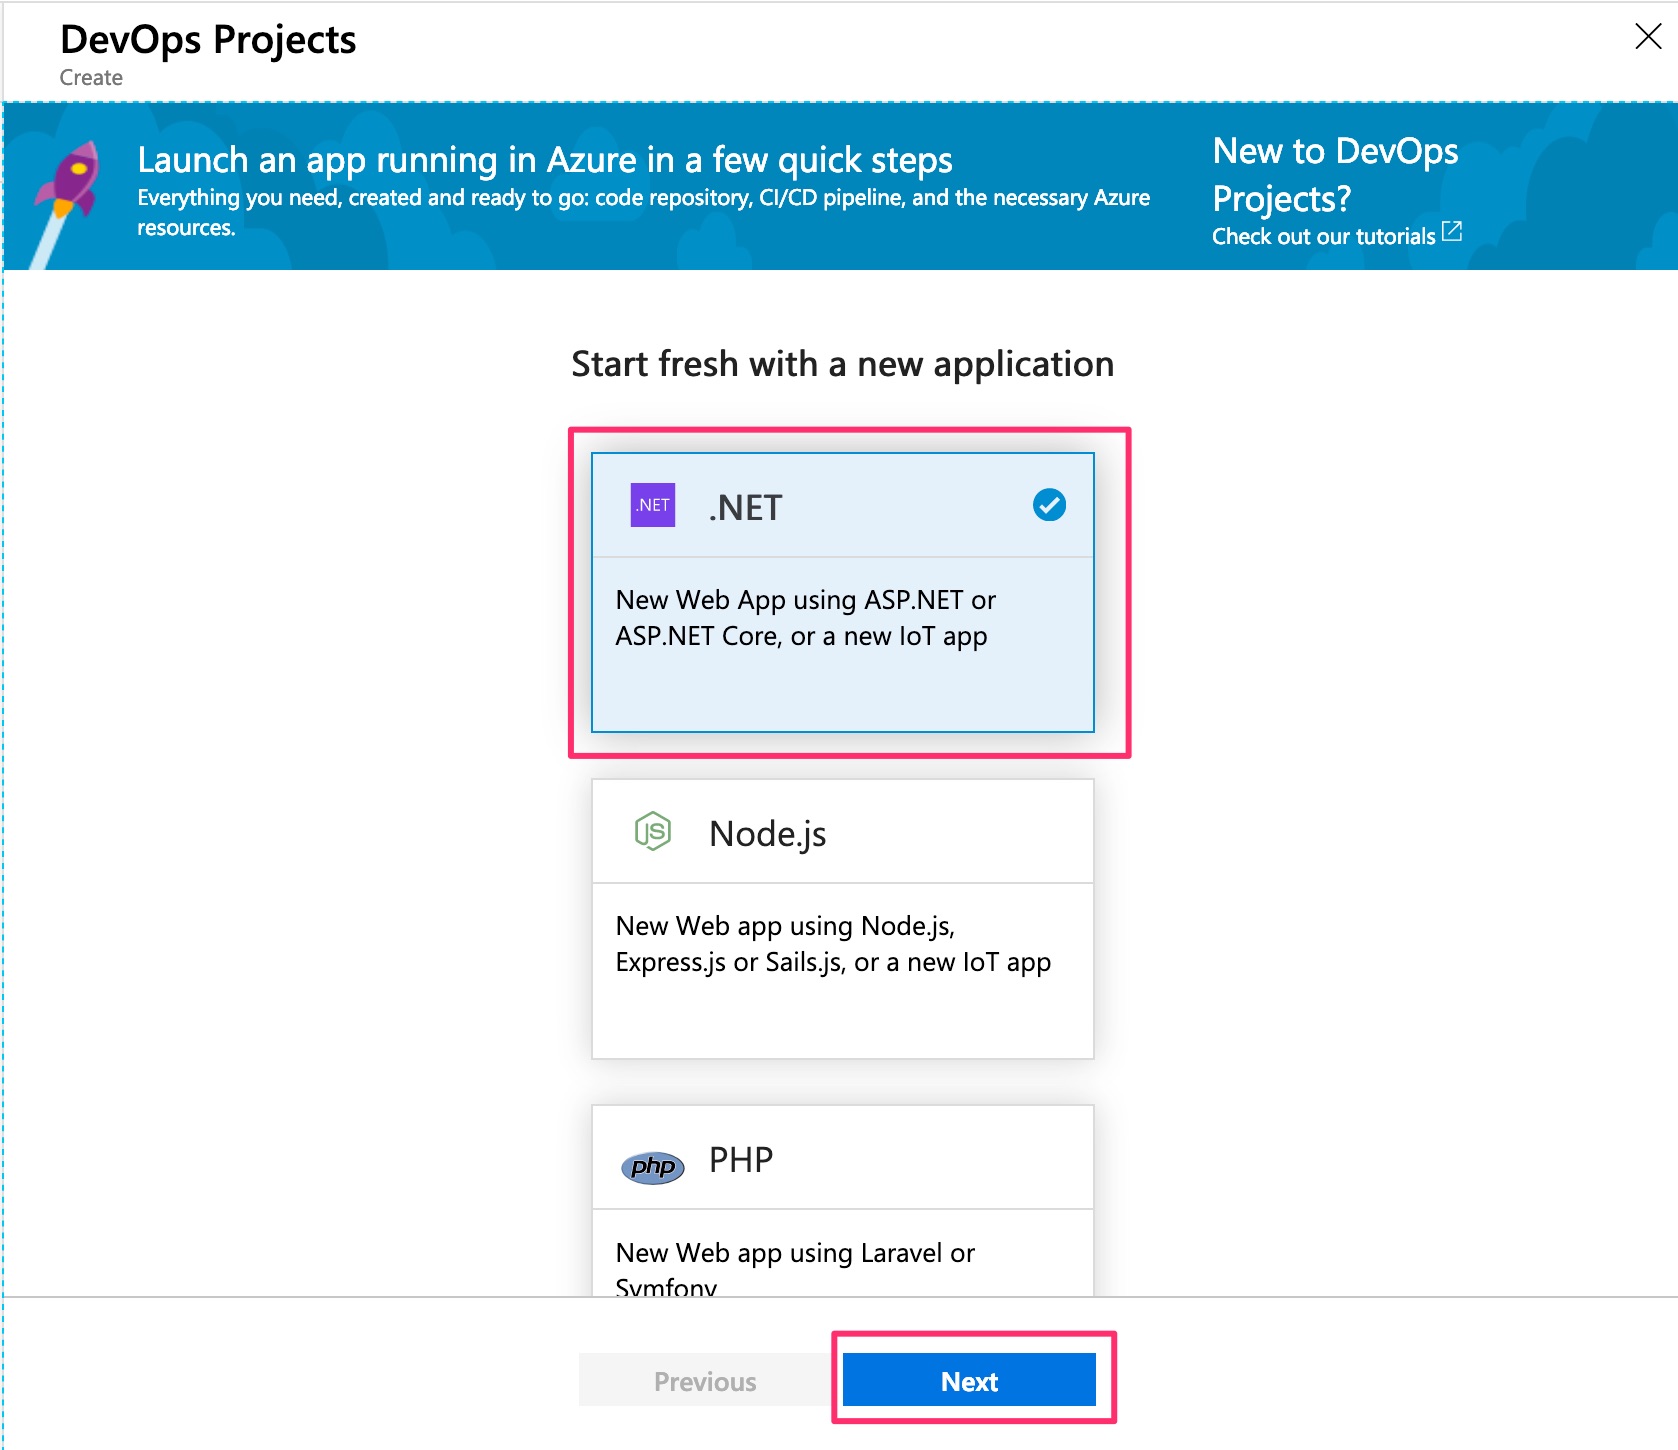 DevOps Projects
Create
Launch an app running in Azure in a few quick steps
Everything you need, created and ready to go: code repository, CI/CD pipeline, and the necessary Azure
resources.
New to DevOps
Projects?
Check out our tutorials
Start fresh with a new application
.NET .NET
New Web App using ASP.NET or
ASP.NET Core, or a new IoT app
JS Node.js
New Web app using Node.js,
Express.js or Sails.js, or a new IoT app
php PHP
New Web app using Laravel or
Symfony
Previous Next